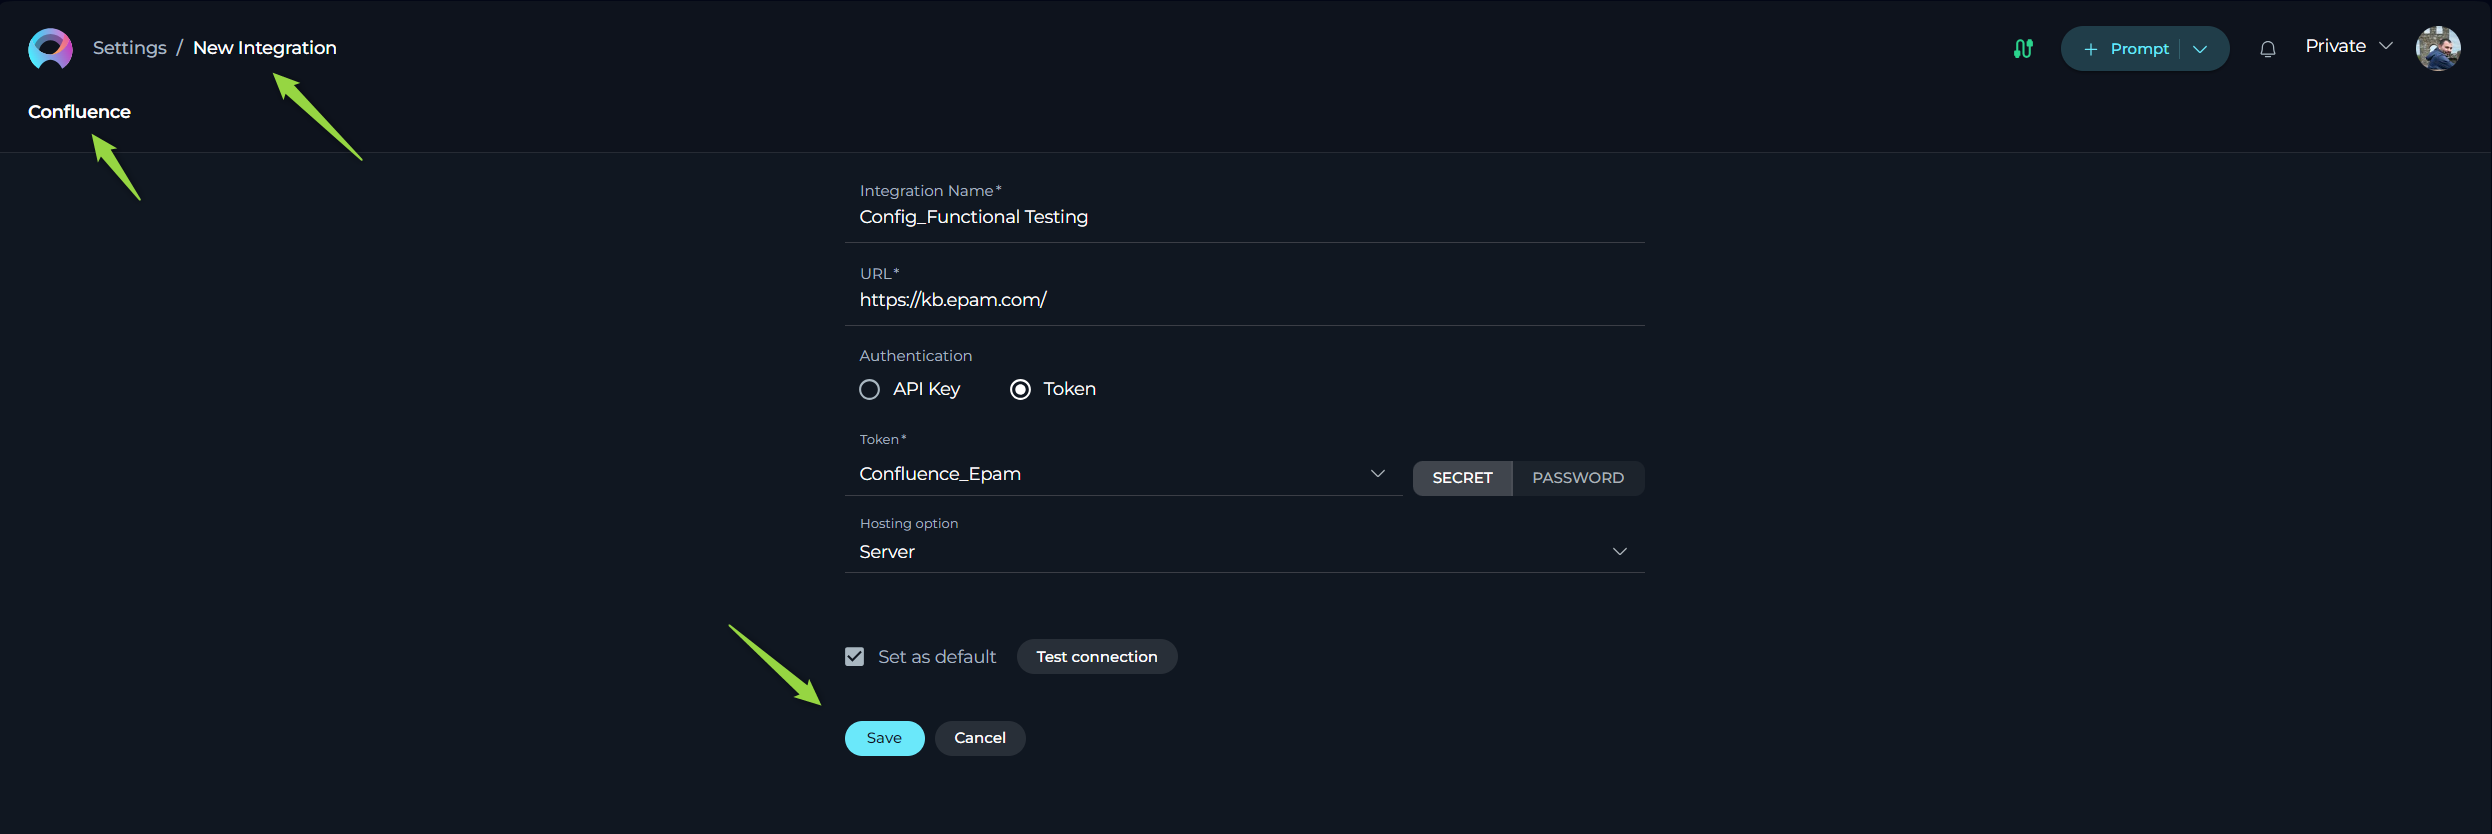 Settings / New Integration
Prompt
Private
Confluence
Integration Name*
Config_Functional Testing
URL*
https://kb.epam.com/
Authentication
API Key
Token
Token*
Confluence_Epam
SECRET
PASSWORD
Hosting option
Server
Set as default
Test connection
Save
Cancel